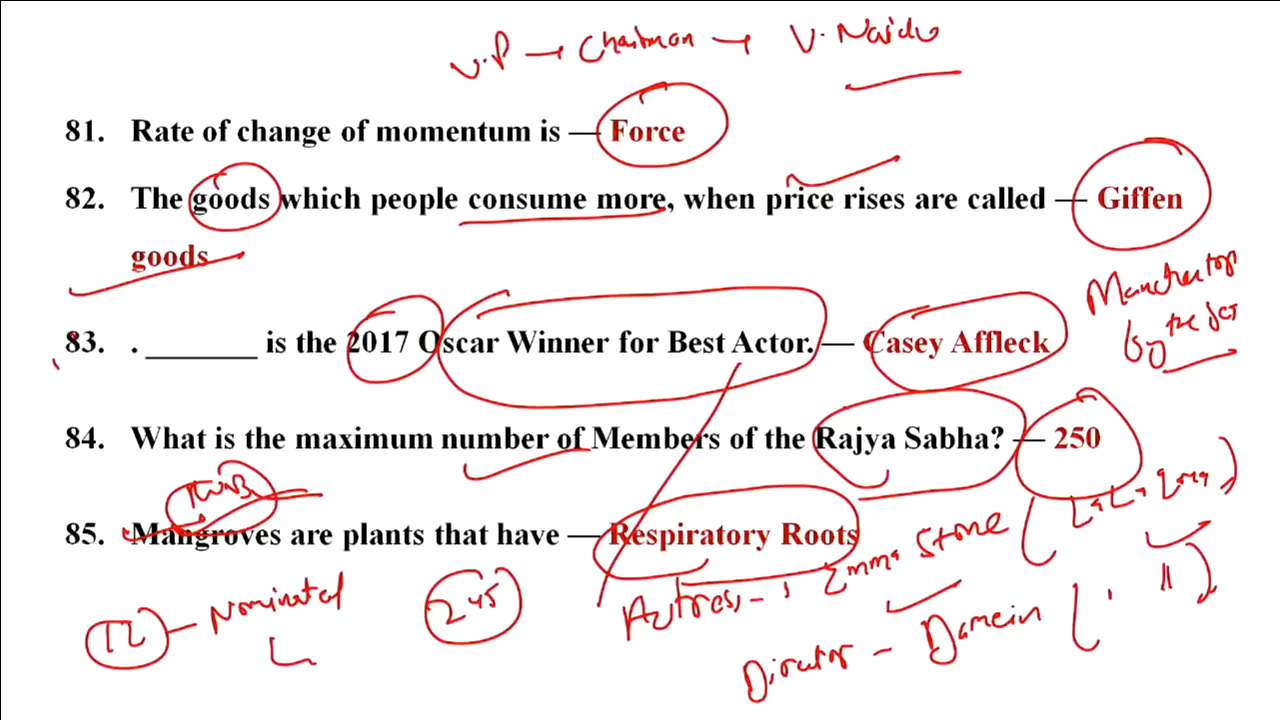 V.P → Chairman → V. Naidu
81. Rate of change of momentum is — Force
82. The goods which people consume more, when price rises are called — Giffen
goods
Manchester
by the sea
83. . _______ is the 2017 Oscar Winner for Best Actor. — Casey Affleck
84. What is the maximum number of Members of the Rajya Sabha? — 250
85. Mangroves are plants that have — Respiratory Roots
12 — Nominated
245
Actress - Emma Stone
Director - Damein ( " )